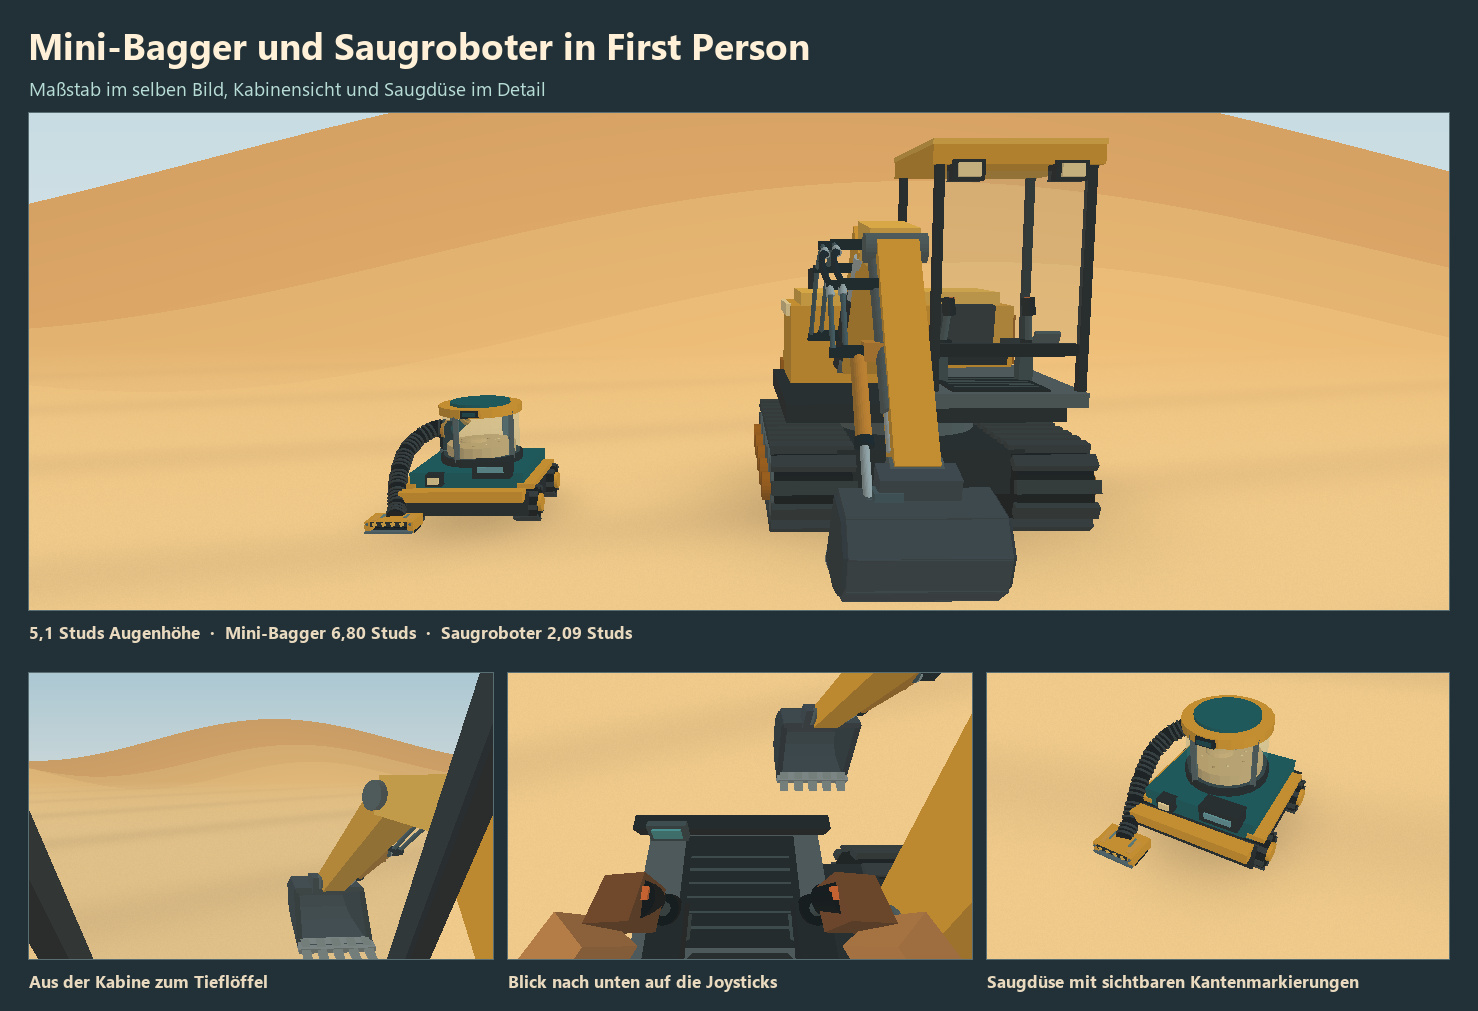 Mini-Bagger und Saugroboter in First Person
Maßstab im selben Bild, Kabinensicht und Saugdüse im Detail
5,1 Studs Augenhöhe · Mini-Bagger 6,80 Studs · Saugroboter 2,09 Studs
Aus der Kabine zum Tieflöffel
Blick nach unten auf die Joysticks
Saugdüse mit sichtbaren Kantenmarkierungen